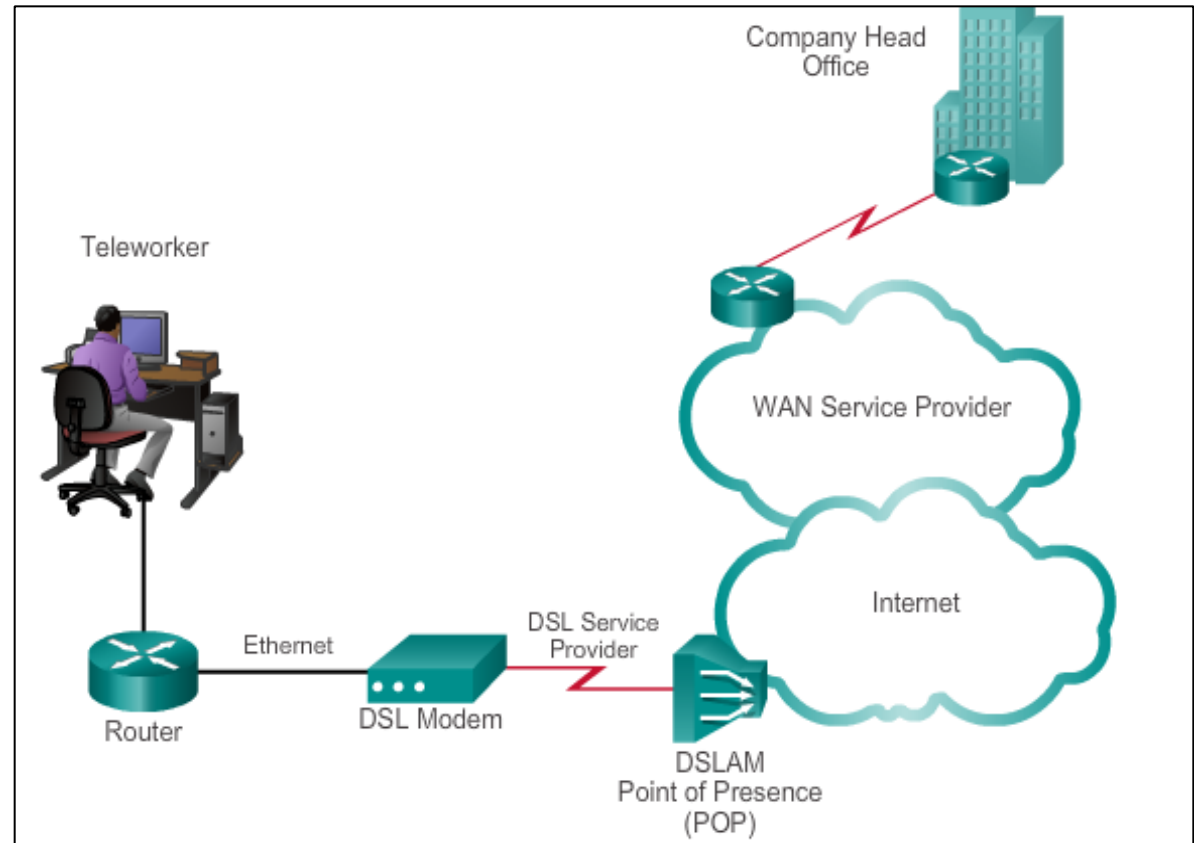 Company Head
Office
Teleworker
WAN Service Provider
Internet
DSL Service
Provider
Ethernet
DSL Modem
Router
DSLAM
Point of Presence
(POP)